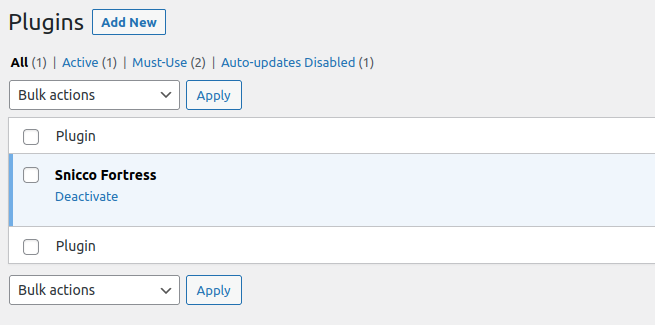 Plugins Add New
All (1) | Active (1) | Must-Use (2) | Auto-updates Disabled (1)
Bulk actions Apply
Plugin
Snicco Fortress
Deactivate
Plugin
Bulk actions Apply